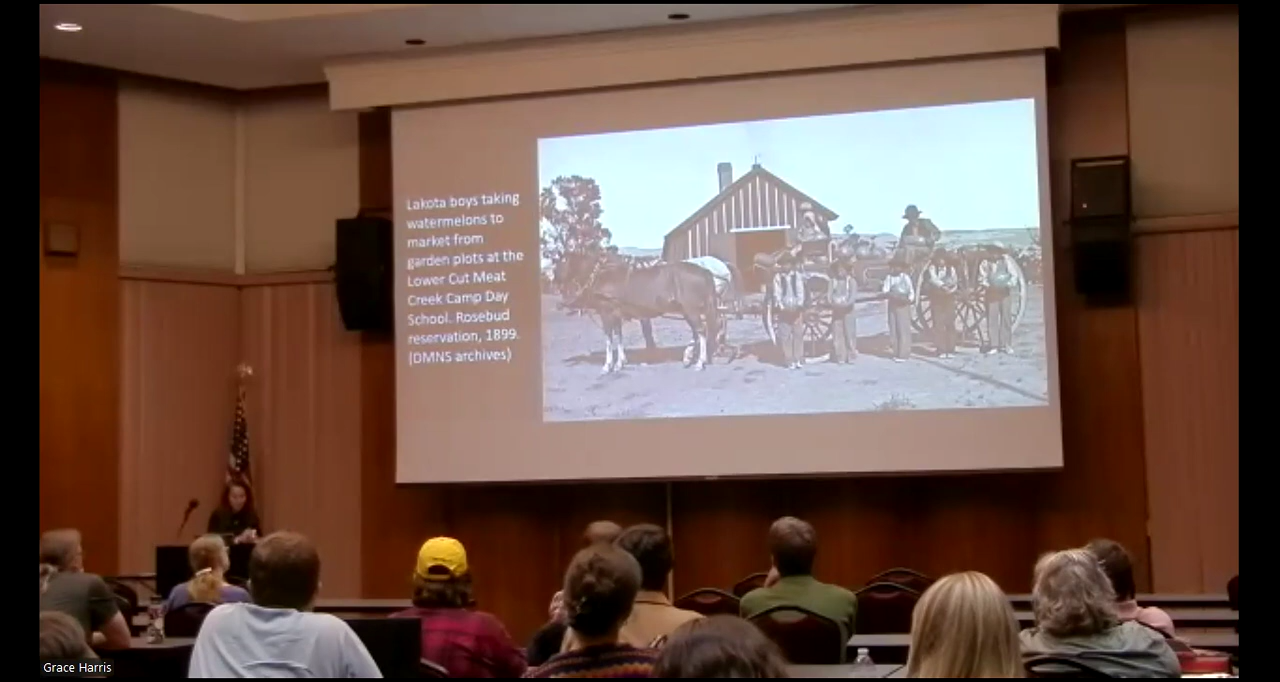 Lakota boys taking
watermelons to
market from
garden plots at the
Lower Cut Meat
Creek Camp Day
School. Rosebud
reservation, 1899.
(DMNS archives)
Grace Harris